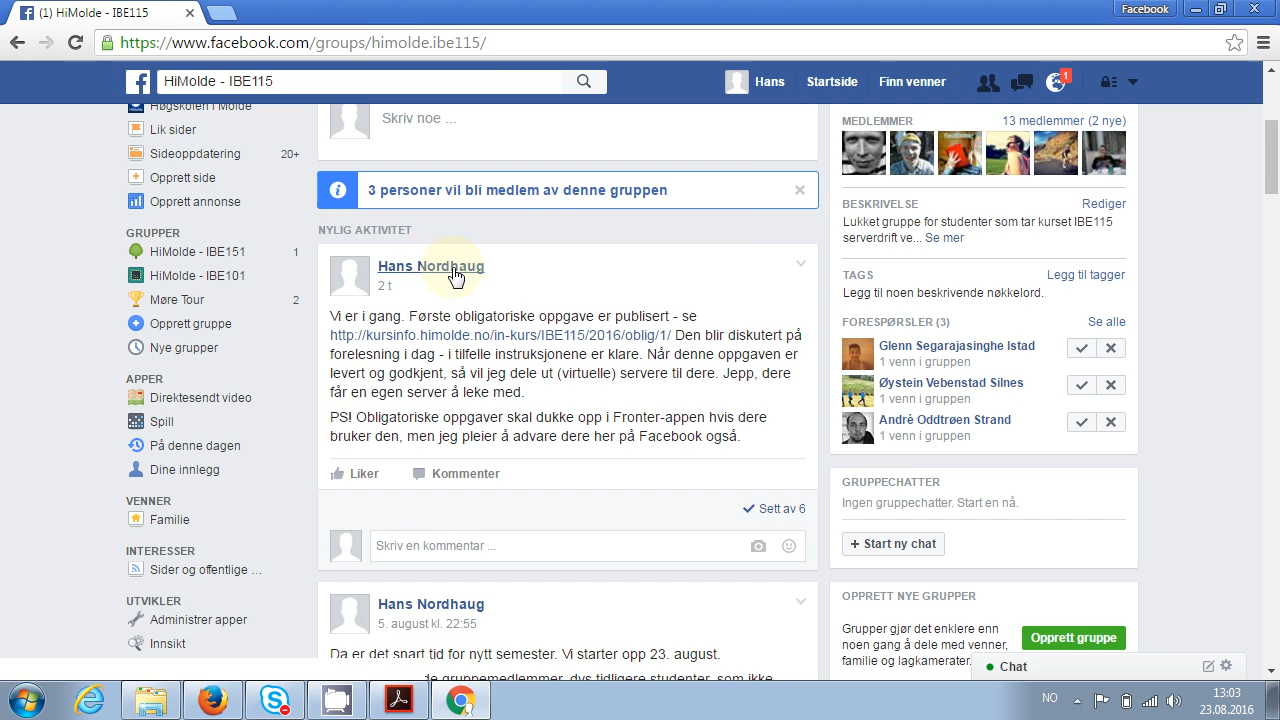 (1) HiMolde - IBE115
Facebook
https://www.facebook.com/groups/himolde.ibe115/
HiMolde - IBE115
Hans
Startside
Finn venner
1
Høgskolen i Molde
Lik sider
Sideoppdatering 20+
Opprett side
Opprett annonse
GRUPPER
HiMolde - IBE151 1
HiMolde - IBE101
Møre Tour 2
Opprett gruppe
Nye grupper
APPER
Direktesendt video
Spill
På denne dagen
Dine innlegg
VENNER
Familie
INTERESSER
Sider og offentlige ...
UTVIKLER
Administrer apper
Innsikt
Skriv noe ...
3 personer vil bli medlem av denne gruppen
NYLIG AKTIVITET
Hans Nordhaug
2 t
Vi er i gang. Første obligatoriske oppgave er publisert - se
http://kursinfo.himolde.no/in-kurs/IBE115/2016/oblig/1/ Den blir diskutert på
forelesning i dag - i tilfelle instruksjonene er klare. Når denne oppgaven er
levert og godkjent, så vil jeg dele ut (virtuelle) servere til dere. Jepp, dere
får en egen server å leke med.
PS! Obligatoriske oppgaver skal dukke opp i Fronter-appen hvis dere
bruker den, men jeg pleier å advare dere her på Facebook også.
Liker
Kommenter
Sett av 6
Skriv en kommentar ...
Hans Nordhaug
5. august kl. 22:55
Da er det snart tid for nytt semester. Vi starter opp 23. august.
de gruppemedlemmer, dvs tidligere studenter, som ikke
MEDLEMMER 13 medlemmer (2 nye)
BESKRIVELSE Rediger
Lukket gruppe for studenter som tar kurset IBE115
serverdrift ve... Se mer
TAGS Legg til tagger
Legg til noen beskrivende nøkkelord.
FORESPØRSLER (3) Se alle
Glenn Segarajasinghe Istad
1 venn i gruppen
Øystein Vebenstad Silnes
1 venn i gruppen
André Oddtrøen Strand
1 venn i gruppen
GRUPPECHATTER
Ingen gruppechatter. Start en nå.
+ Start ny chat
OPPRETT NYE GRUPPER
Grupper gjør det enklere enn
noen gang å dele med venner,
familie og lagkamerater.
Opprett gruppe
Chat
NO
13:03
23.08.2016